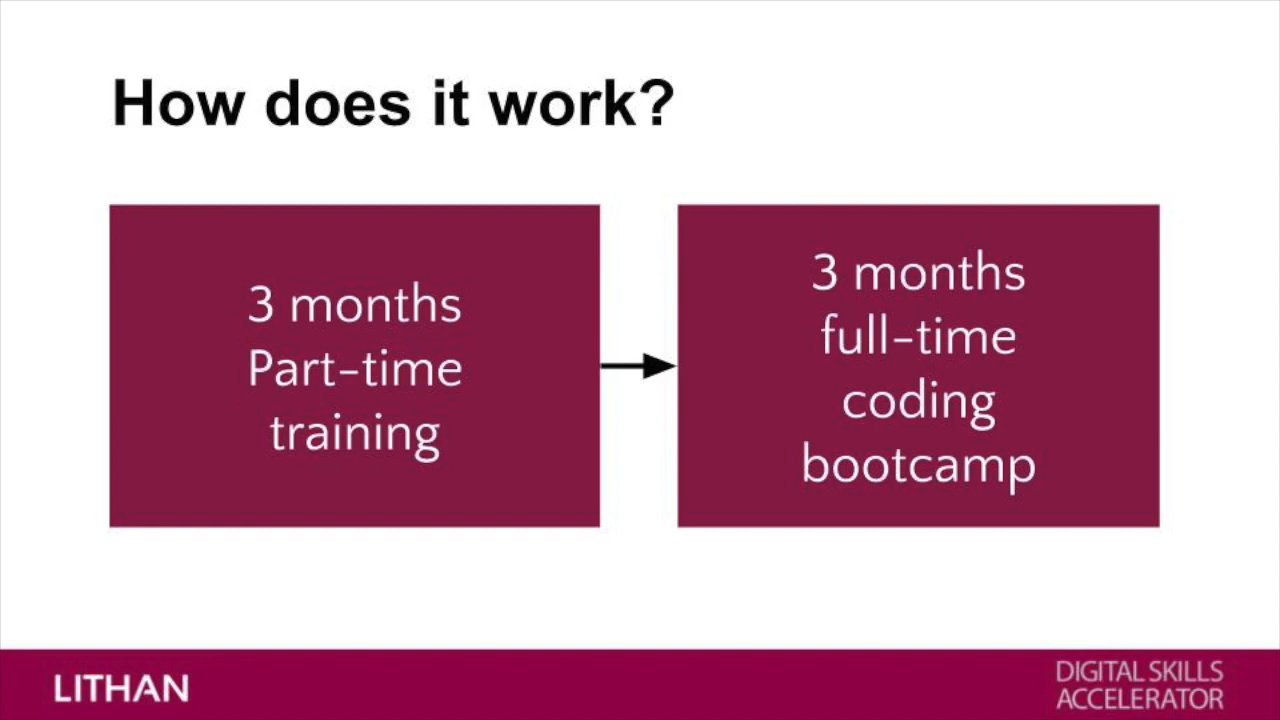 How does it work?
3 months
Part-time
training
3 months
full-time
coding
bootcamp
LITHAN
DIGITAL SKILLS
ACCELERATOR